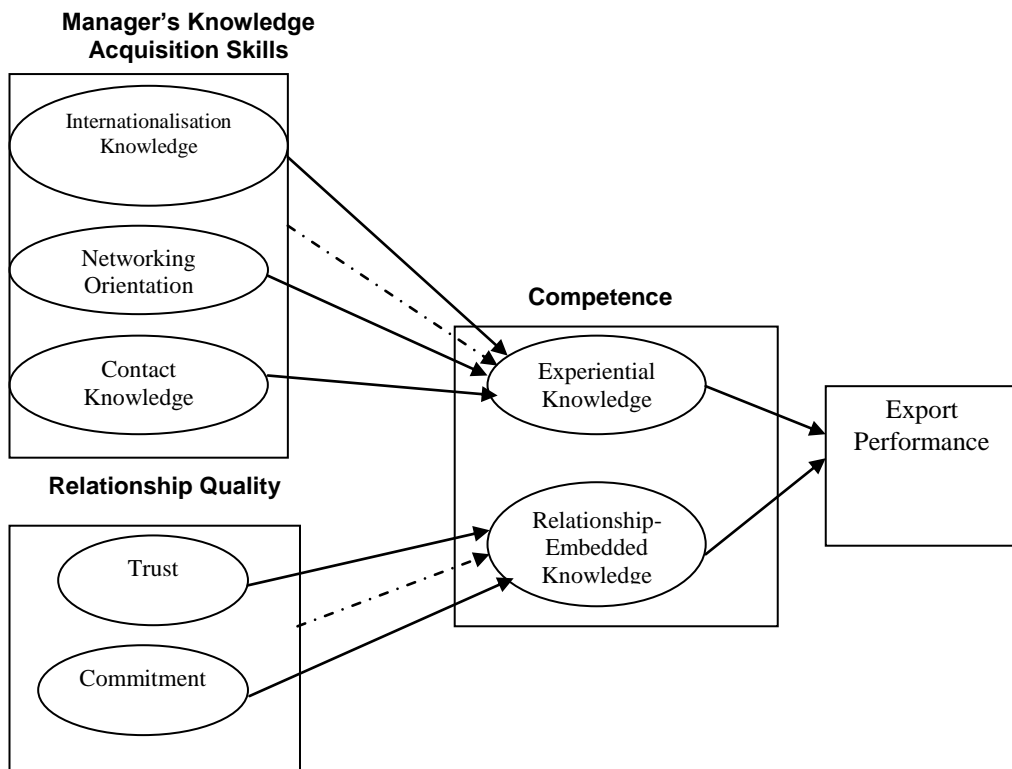 Manager's Knowledge
Acquisition Skills
Internationalisation
Knowledge
Networking
Orientation
Contact
Knowledge
Relationship Quality
Trust
Commitment
Competence
Experiential
Knowledge
Relationship-
Embedded
Knowledge
Export
Performance